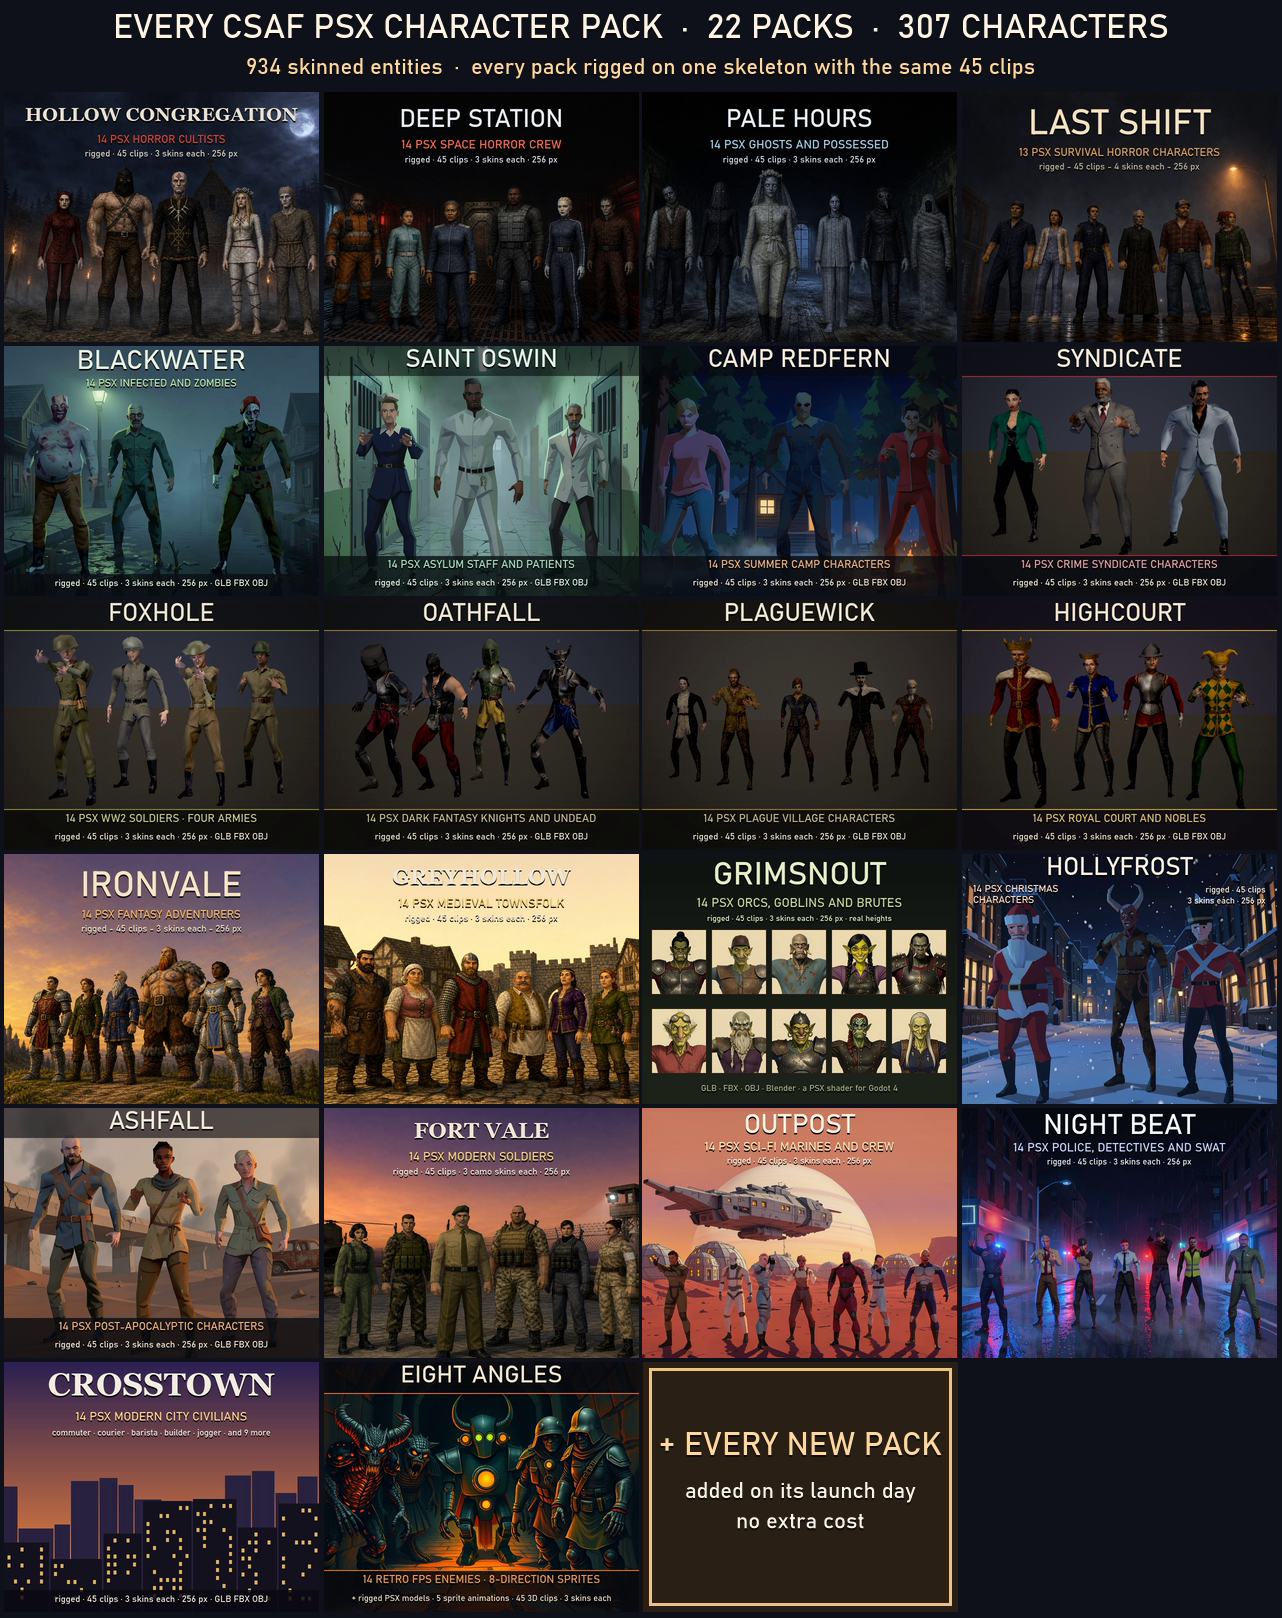 EVERY CSAF PSX CHARACTER PACK · 22 PACKS · 307 CHARACTERS
934 skinned entities · every pack rigged on one skeleton with the same 45 clips
HOLLOW CONGREGATION
14 PSX HORROR CULTISTS
rigged · 45 clips · 3 skins each · 256 px
DEEP STATION
14 PSX SPACE HORROR CREW
rigged · 45 clips · 3 skins each · 256 px
PALE HOURS
14 PSX GHOSTS AND POSSESSED
rigged · 45 clips · 3 skins each · 256 px
LAST SHIFT
13 PSX SURVIVAL HORROR CHARACTERS
rigged - 45 clips - 4 skins each - 256 px
BLACKWATER
14 PSX INFECTED AND ZOMBIES
rigged · 45 clips · 3 skins each · 256 px · GLB FBX OBJ
SAINT OSWIN
14 PSX ASYLUM STAFF AND PATIENTS
rigged · 45 clips · 3 skins each · 256 px · GLB FBX OBJ
CAMP REDFERN
14 PSX SUMMER CAMP CHARACTERS
rigged · 45 clips · 3 skins each · 256 px · GLB FBX OBJ
SYNDICATE
14 PSX CRIME SYNDICATE CHARACTERS
rigged · 45 clips · 3 skins each · 256 px · GLB FBX OBJ
FOXHOLE
14 PSX WW2 SOLDIERS · FOUR ARMIES
rigged · 45 clips · 3 skins each · 256 px · GLB FBX OBJ
OATHFALL
14 PSX DARK FANTASY KNIGHTS AND UNDEAD
rigged · 45 clips · 3 skins each · 256 px · GLB FBX OBJ
PLAGUEWICK
14 PSX PLAGUE VILLAGE CHARACTERS
rigged · 45 clips · 3 skins each · 256 px · GLB FBX OBJ
HIGHCOURT
14 PSX ROYAL COURT AND NOBLES
rigged · 45 clips · 3 skins each · 256 px · GLB FBX OBJ
IRONVALE
14 PSX FANTASY ADVENTURERS
rigged - 45 clips - 3 skins each - 256 px
GREYHOLLOW
14 PSX MEDIEVAL TOWNSFOLK
rigged · 45 clips · 3 skins each · 256 px
GRIMSNOUT
14 PSX ORCS, GOBLINS AND BRUTES
rigged · 45 clips · 3 skins each · 256 px · real heights
GLB · FBX · OBJ · Blender · a PSX shader for Godot 4
HOLLYFROST
14 PSX CHRISTMAS
CHARACTERS
rigged · 45 clips
3 skins each · 256 px
ASHFALL
14 PSX POST-APOCALYPTIC CHARACTERS
rigged · 45 clips · 3 skins each · 256 px · GLB FBX OBJ
FORT VALE
14 PSX MODERN SOLDIERS
rigged · 45 clips · 3 camo skins each · 256 px
OUTPOST
14 PSX SCI-FI MARINES AND CREW
rigged · 45 clips · 3 skins each · 256 px
NIGHT BEAT
14 PSX POLICE, DETECTIVES AND SWAT
rigged · 45 clips · 3 skins each · 256 px
CROSSTOWN
14 PSX MODERN CITY CIVILIANS
commuter · courier · barista · builder · jogger · and 9 more
rigged · 45 clips · 3 skins each · 256 px · GLB FBX OBJ
EIGHT ANGLES
14 RETRO FPS ENEMIES · 8-DIRECTION SPRITES
+ rigged PSX models · 5 sprite animations · 45 3D clips · 3 skins each
+ EVERY NEW PACK
added on its launch day
no extra cost